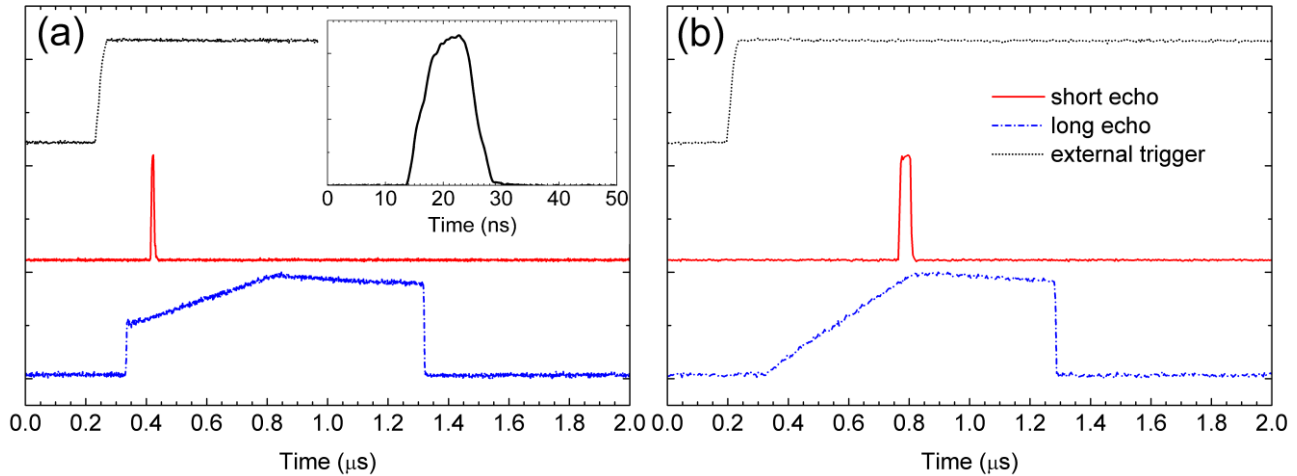 (a)
0 10 20 30 40 50
Time (ns)
0.0 0.2 0.4 0.6 0.8 1.0 1.2 1.4 1.6 1.8 2.0
Time (μs)
(b)
short echo
long echo
external trigger
0.0 0.2 0.4 0.6 0.8 1.0 1.2 1.4 1.6 1.8 2.0
Time (μs)